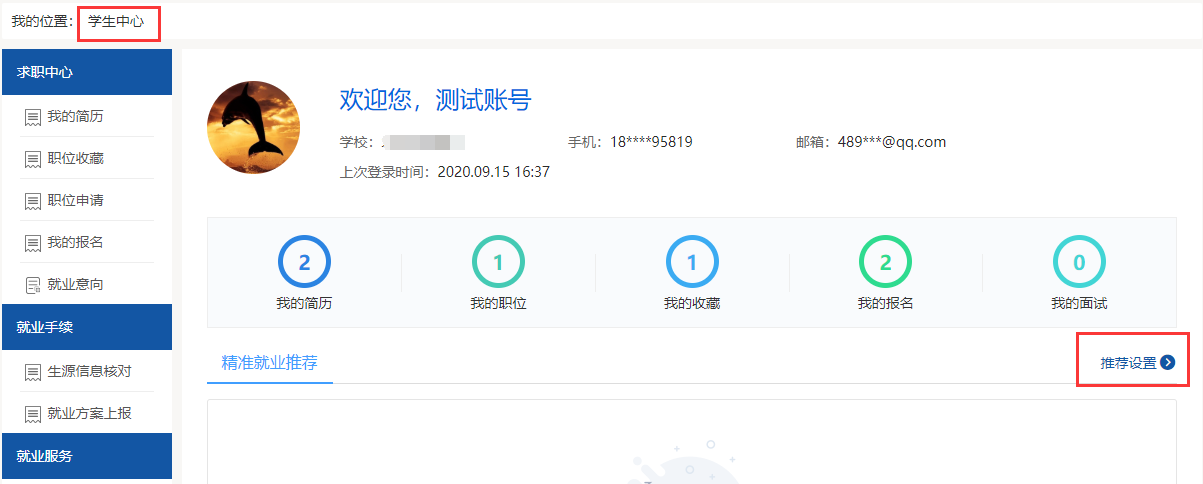 我的位置： 学生中心
求职中心
我的简历
职位收藏
职位申请
我的报名
就业意向
就业手续
生源信息核对
就业方案上报
就业服务
欢迎您，测试账号
学校： 手机：18****95819 邮箱：489***@qq.com
上次登录时间：2020.09.15 16:37
2 1 1 2 0
我的简历 我的职位 我的收藏 我的报名 我的面试
精准就业推荐 推荐设置